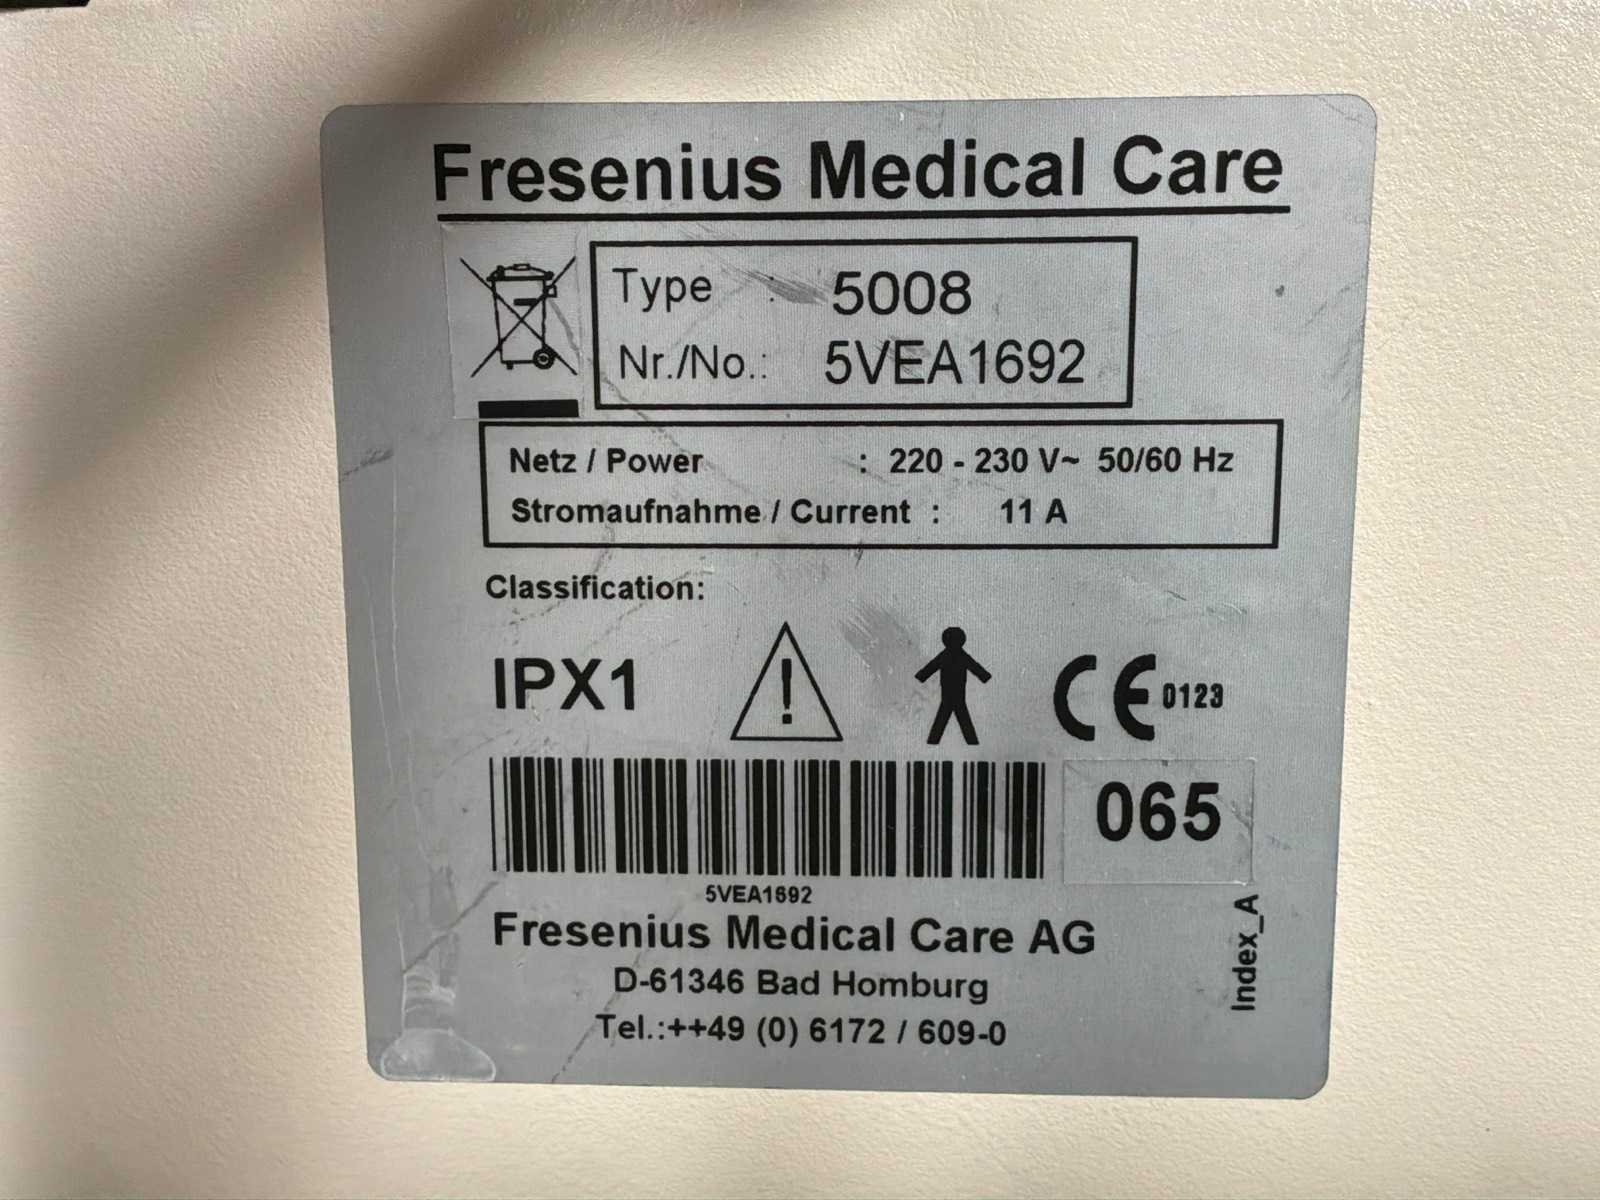 Fresenius Medical Care
Type : 5008
Nr./No.: 5VEA1692
Netz / Power : 220 - 230 V~ 50/60 Hz
Stromaufnahme / Current : 11 A
Classification:
IPX1 ! CE 0123
065
5VEA1692
Index_A
Fresenius Medical Care AG
D-61346 Bad Homburg
Tel.:++49 (0) 6172 / 609-0